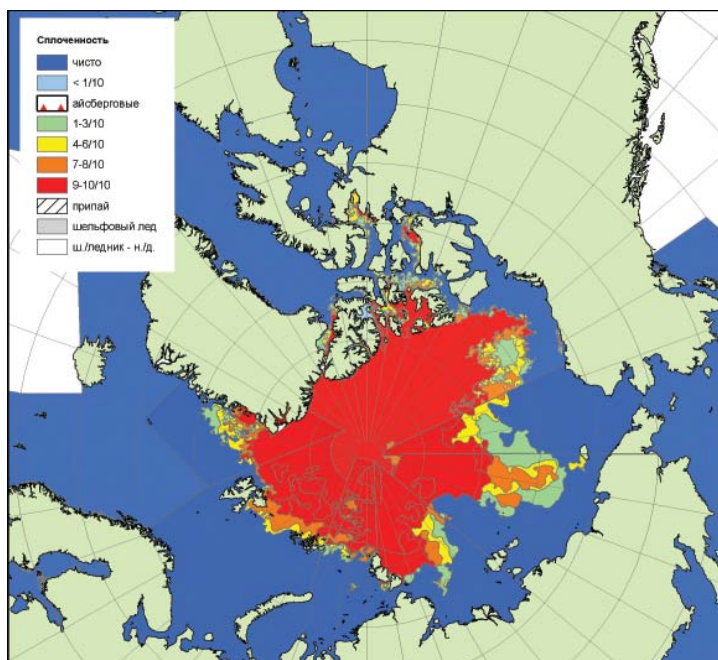 Сплоченность
чисто
< 1/10
айсберговые
1-3/10
4-6/10
7-8/10
9-10/10
припай
шельфовый лед
ш./ледник - н./д.